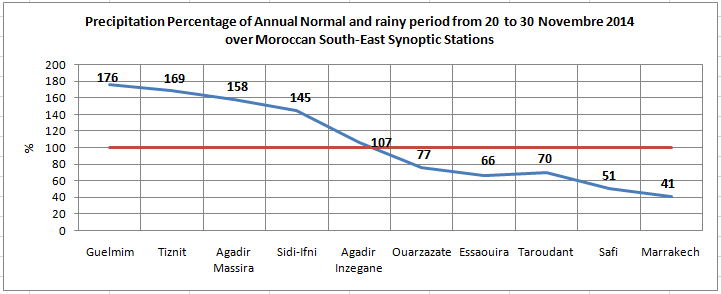 Precipitation Percentage of Annual Normal and rainy period from 20 to 30 Novembre 2014
over Moroccan South-East Synoptic Stations
%
200
180
160
140
120
100
80
60
40
20
0
176
169
158
145
107
77
66
70
51
41
Guelmim
Tiznit
Agadir Massira
Sidi-Ifni
Agadir Inzegane
Ouarzazate
Essaouira
Taroudant
Safi
Marrakech